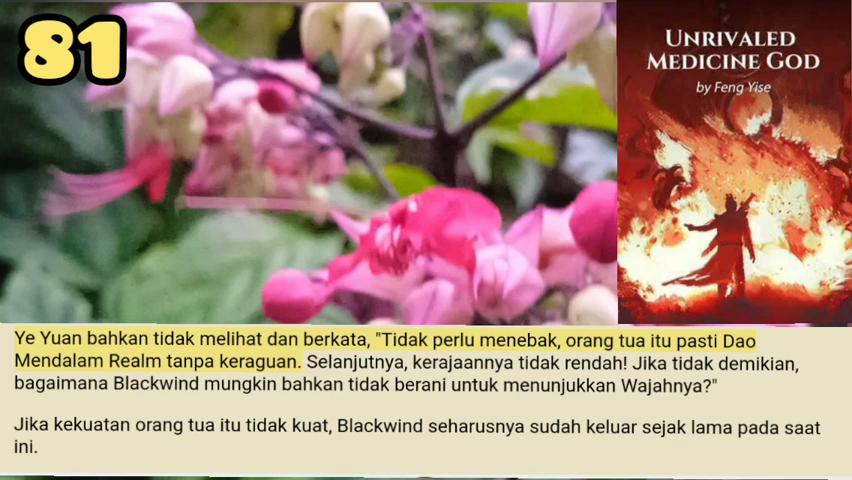 81
UNRIVALED
MEDICINE GOD
by Feng Yise
Ye Yuan bahkan tidak melihat dan berkata, "Tidak perlu menebak, orang tua itu pasti Dao
Mendalam Realm tanpa keraguan. Selanjutnya, kerajaannya tidak rendah! Jika tidak demikian,
bagaimana Blackwind mungkin bahkan tidak berani untuk menunjukkan Wajahnya?"
Jika kekuatan orang tua itu tidak kuat, Blackwind seharusnya sudah keluar sejak lama pada saat
ini.